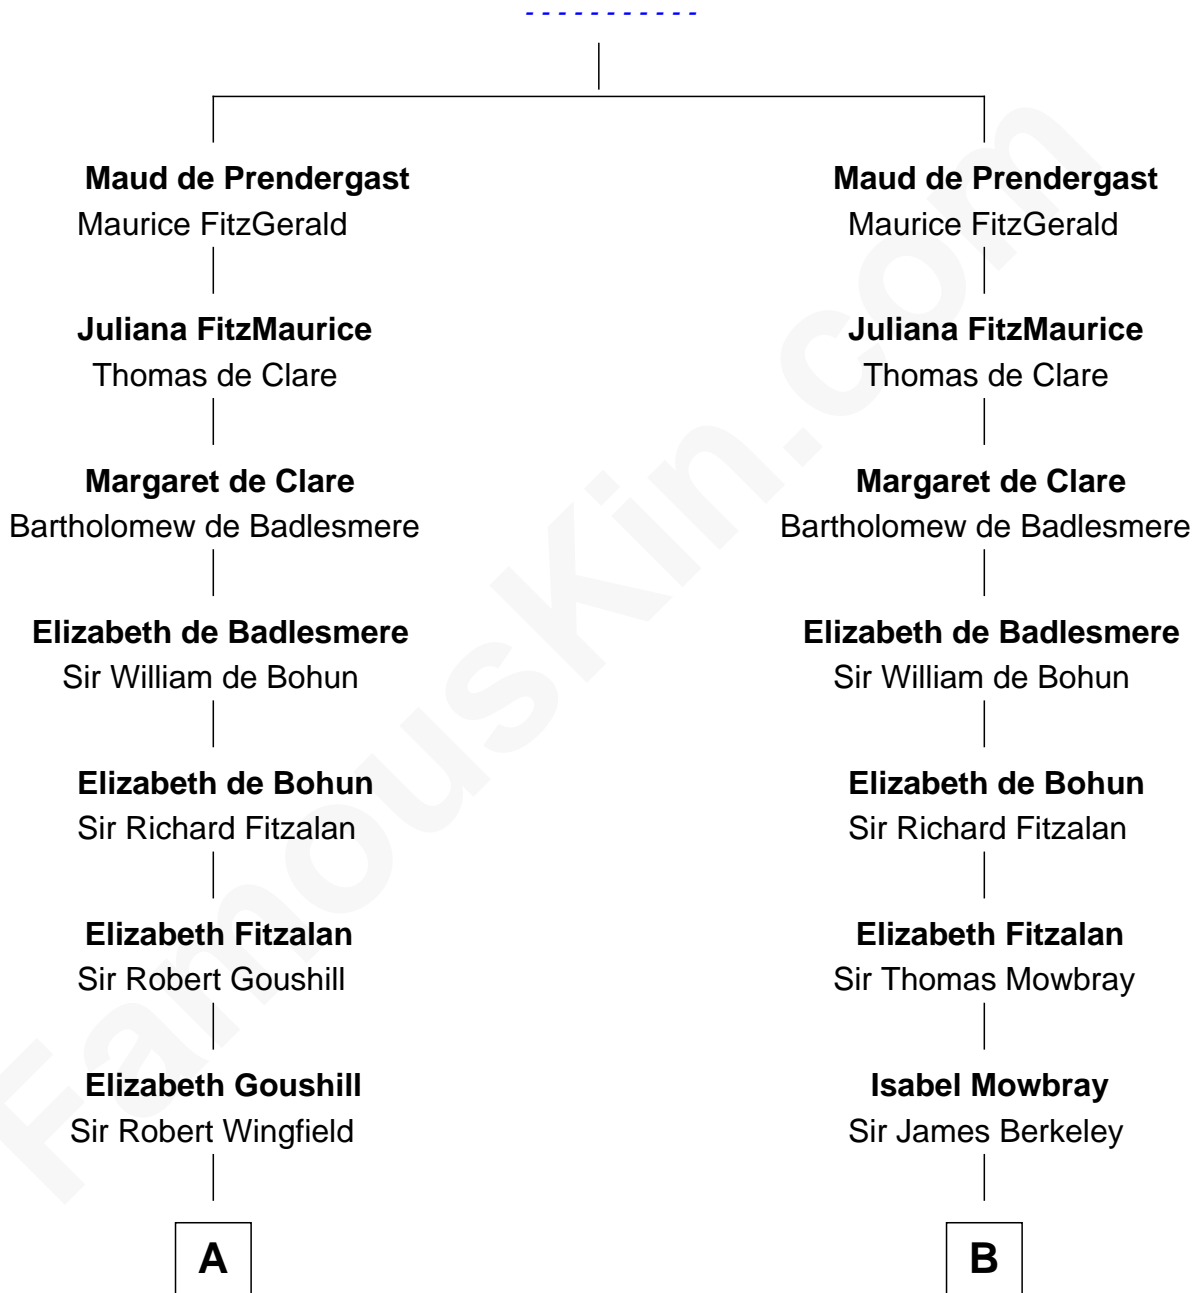 - - - - - - - - - - -
Maud de Prendergast
Maurice FitzGerald
Juliana FitzMaurice
Thomas de Clare
Margaret de Clare
Bartholomew de Badlesmere
Elizabeth de Badlesmere
Sir William de Bohun
Elizabeth de Bohun
Sir Richard Fitzalan
Elizabeth Fitzalan
Sir Robert Goushill
Elizabeth Goushill
Sir Robert Wingfield
A
Maud de Prendergast
Maurice FitzGerald
Juliana FitzMaurice
Thomas de Clare
Margaret de Clare
Bartholomew de Badlesmere
Elizabeth de Badlesmere
Sir William de Bohun
Elizabeth de Bohun
Sir Richard Fitzalan
Elizabeth Fitzalan
Sir Thomas Mowbray
Isabel Mowbray
Sir James Berkeley
B
FamousKin.com